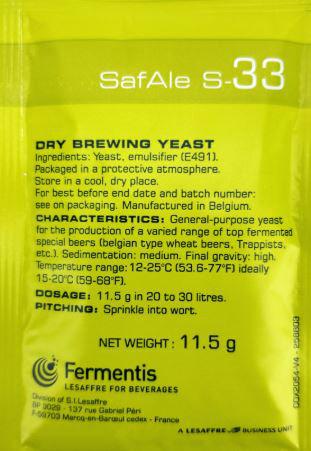 SafAle S-33
DRY BREWING YEAST
Ingredients: Yeast, emulsifier (E491).
Packaged in a protective atmosphere.
Store in a cool, dry place.
For best before end date and batch number:
see on packaging. Manufactured in Belgium.
CHARACTERISTICS: General-purpose yeast
for the production of a varied range of top fermented
special beers (belgian type wheat beers, Trappists,
etc.). Sedimentation: medium. Final gravity: high.
Temperature range: 12-25°C (53.6-77°F) ideally
15-20°C (59-68°F).
DOSAGE: 11.5 g in 20 to 30 litres.
PITCHING: Sprinkle into wort.
NET WEIGHT: 11.5 g
Fermentis
LESAFFRE FOR BEVERAGES
Division of S.I.Lesaffre
BP 3029 - 137 rue Gabriel Péri
F-59703 Marcq-en-Barœul cedex - France
A LESAFFRE BUSINESS UNIT